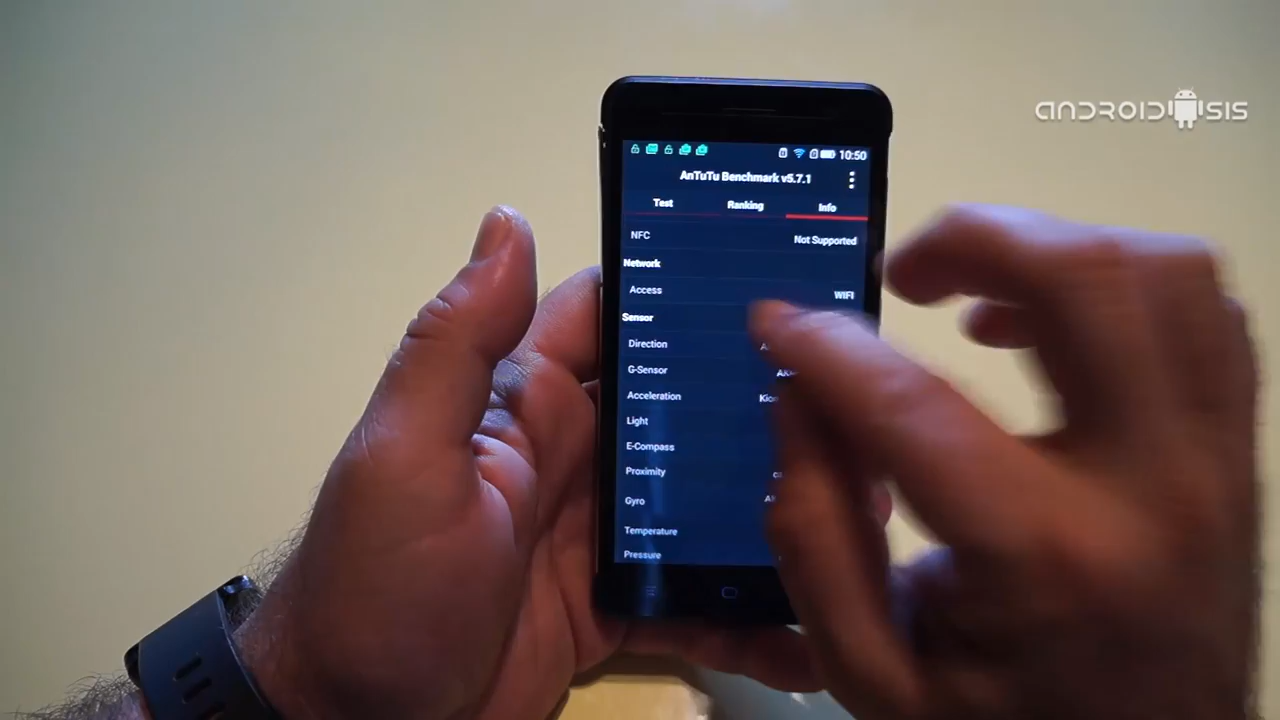 ANDROIDSIS
10:50
AnTuTu Benchmark v5.7.1
Test Ranking Info
NFC Not Supported
Network
Access WIFI
Sensor
Direction
G-Sensor
Acceleration
Light
E-Compass
Proximity
Gyro
Temperature
Pressure